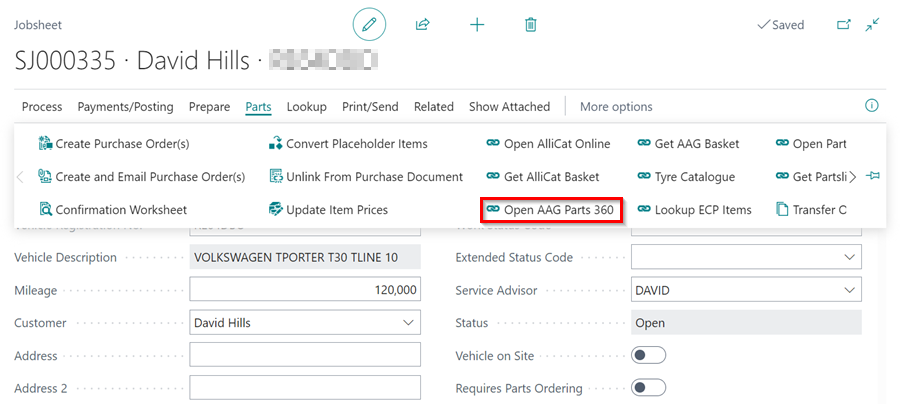 Jobsheet
Saved
SJ000335 · David Hills ·
Process Payments/Posting Prepare Parts Lookup Print/Send Related Show Attached More options
Create Purchase Order(s) Convert Placeholder Items Open AlliCat Online Get AAG Basket Open Part
Create and Email Purchase Order(s) Unlink From Purchase Document Get AlliCat Basket Tyre Catalogue Get Partsli
Confirmation Worksheet Update Item Prices Open AAG Parts 360 Lookup ECP Items Transfer O
Vehicle Description VOLKSWAGEN TPORTER T30 TLINE 10 Extended Status Code
Mileage 120,000 Service Advisor DAVID
Customer David Hills Status Open
Address Vehicle on Site
Address 2 Requires Parts Ordering